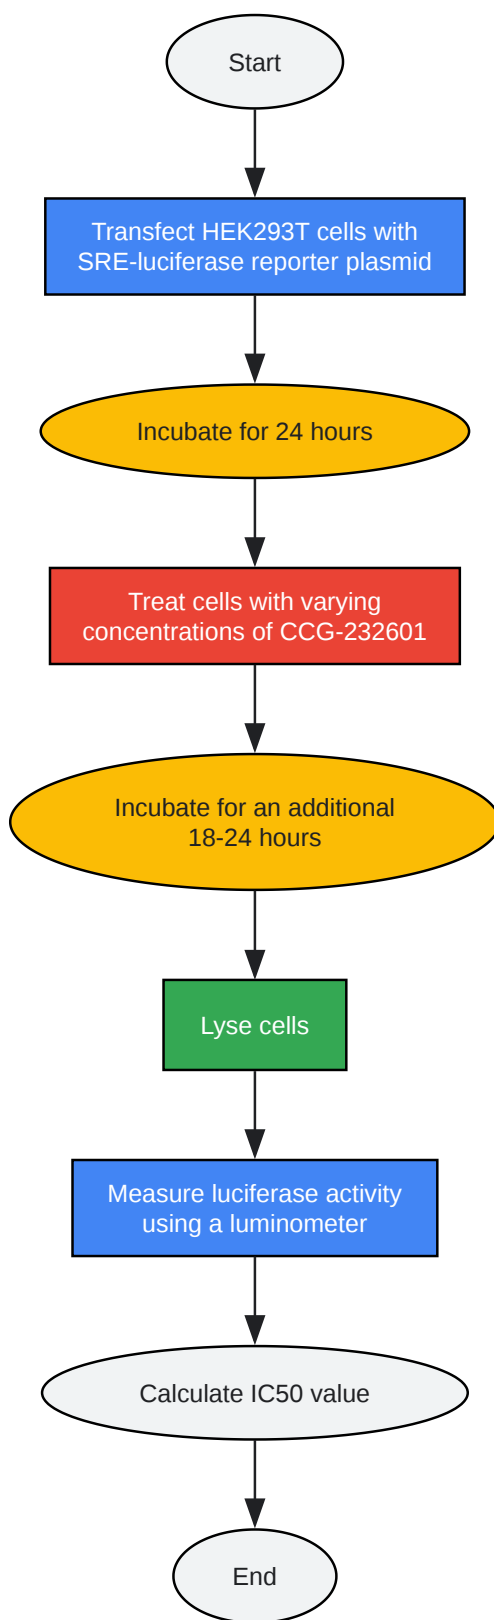 Start
Transfect HEK293T cells with
SRE-luciferase reporter plasmid
Incubate for 24 hours
Treat cells with varying
concentrations of CCG-232601
Incubate for an additional
18-24 hours
Lyse cells
Measure luciferase activity
using a luminometer
Calculate IC50 value
End